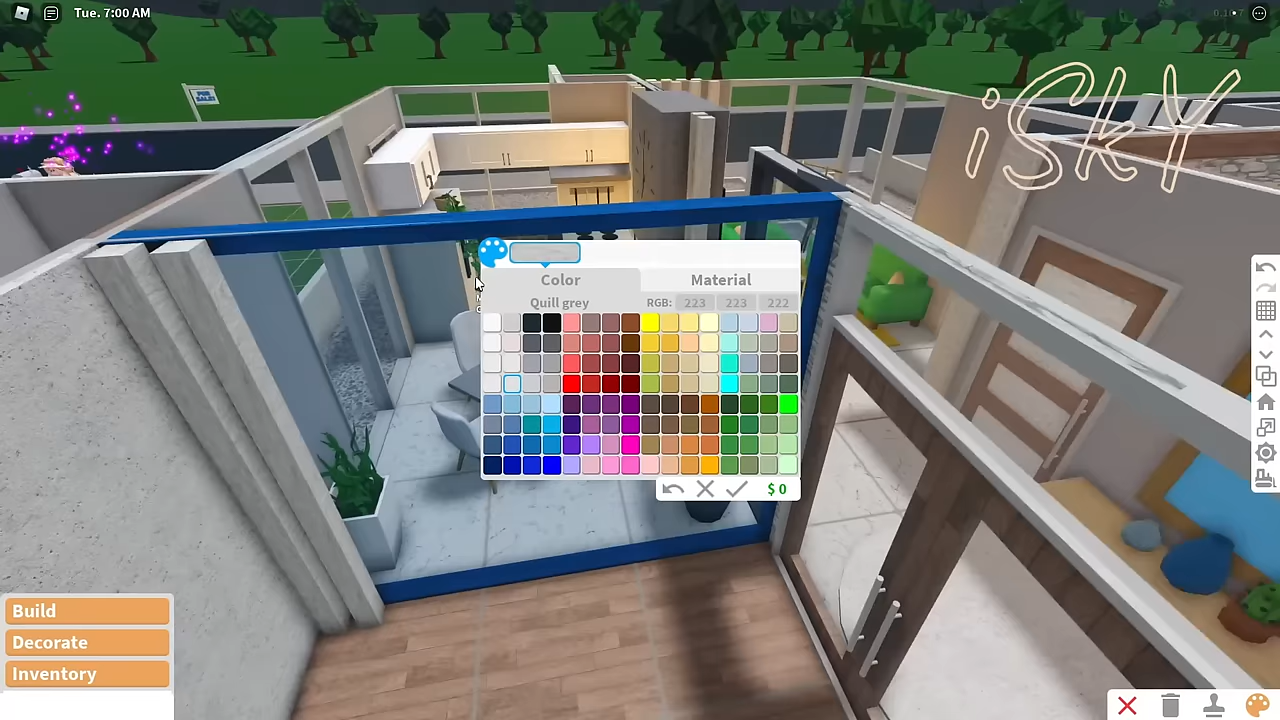 Tue. 7:00 AM
iSkY
Color
Material
Quill grey
RGB: 223 223 222
$ 0
Build
Decorate
Inventory